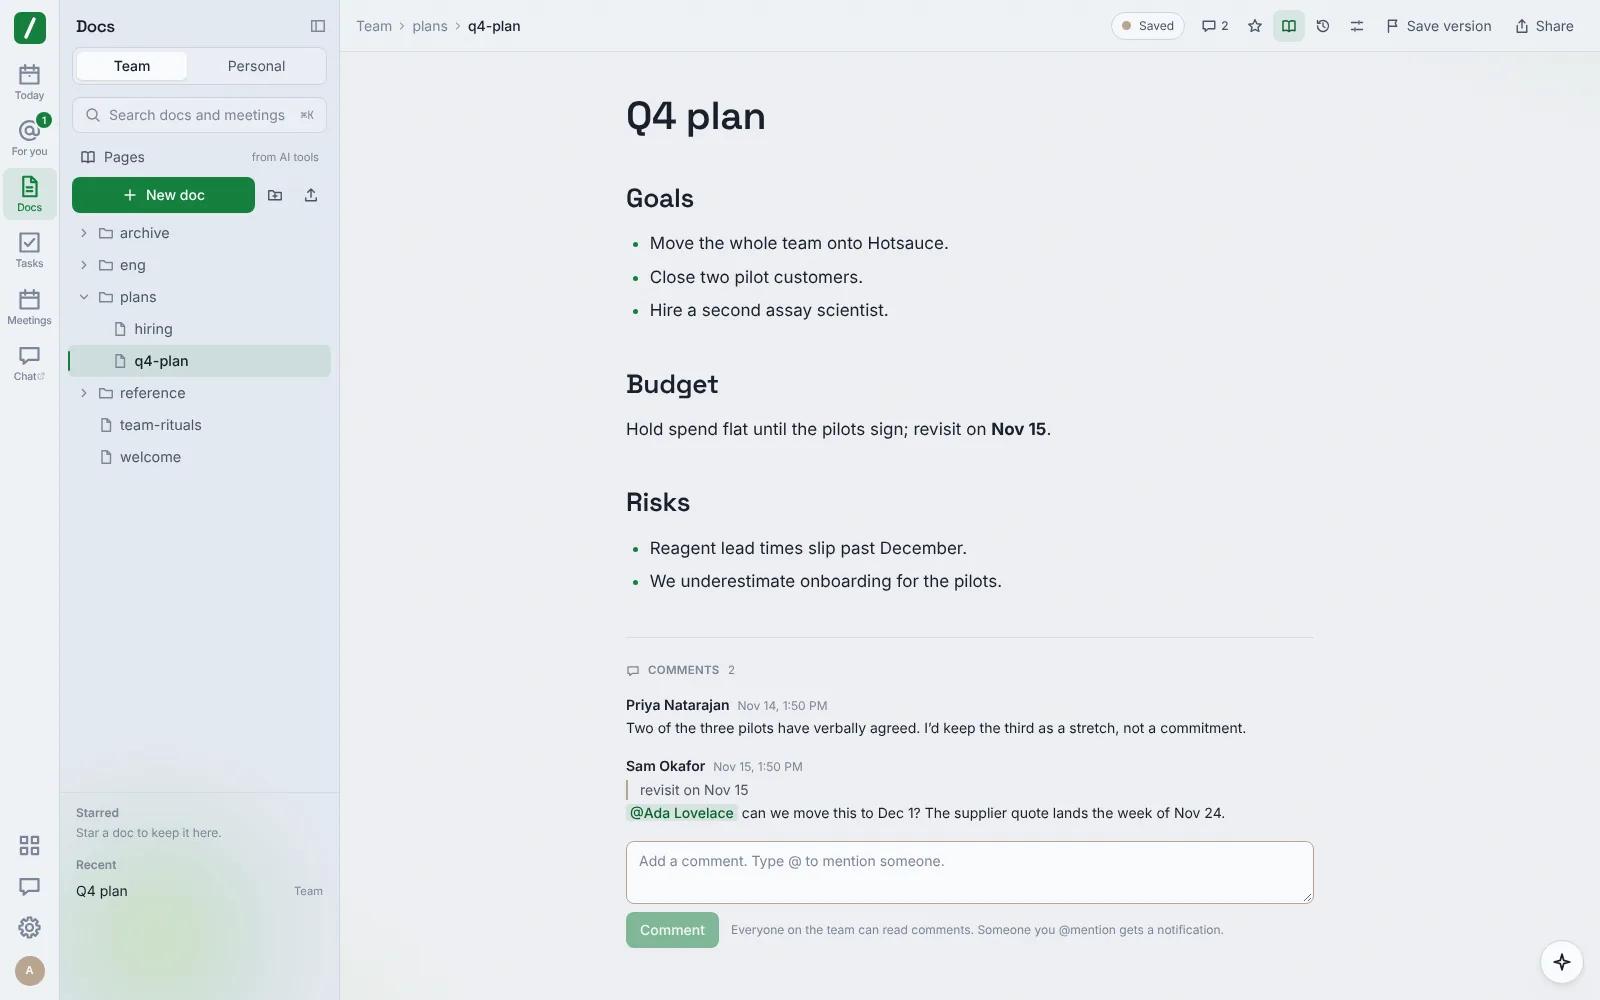 Docs
Team > plans > q4-plan
Saved
2
Save version
Share
Team
Personal
Today
Search docs and meetings ⌘K
1
For you
Pages
from AI tools
Docs
+ New doc
archive
eng
plans
hiring
q4-plan
reference
team-rituals
welcome
Tasks
Meetings
Chat
Starred
Star a doc to keep it here.
Recent
Q4 plan Team
A
Q4 plan
Goals
• Move the whole team onto Hotsauce.
• Close two pilot customers.
• Hire a second assay scientist.
Budget
Hold spend flat until the pilots sign; revisit on Nov 15.
Risks
• Reagent lead times slip past December.
• We underestimate onboarding for the pilots.
COMMENTS 2
Priya Natarajan Nov 14, 1:50 PM
Two of the three pilots have verbally agreed. I’d keep the third as a stretch, not a commitment.
Sam Okafor Nov 15, 1:50 PM
revisit on Nov 15
@Ada Lovelace can we move this to Dec 1? The supplier quote lands the week of Nov 24.
Add a comment. Type @ to mention someone.
Comment
Everyone on the team can read comments. Someone you @mention gets a notification.